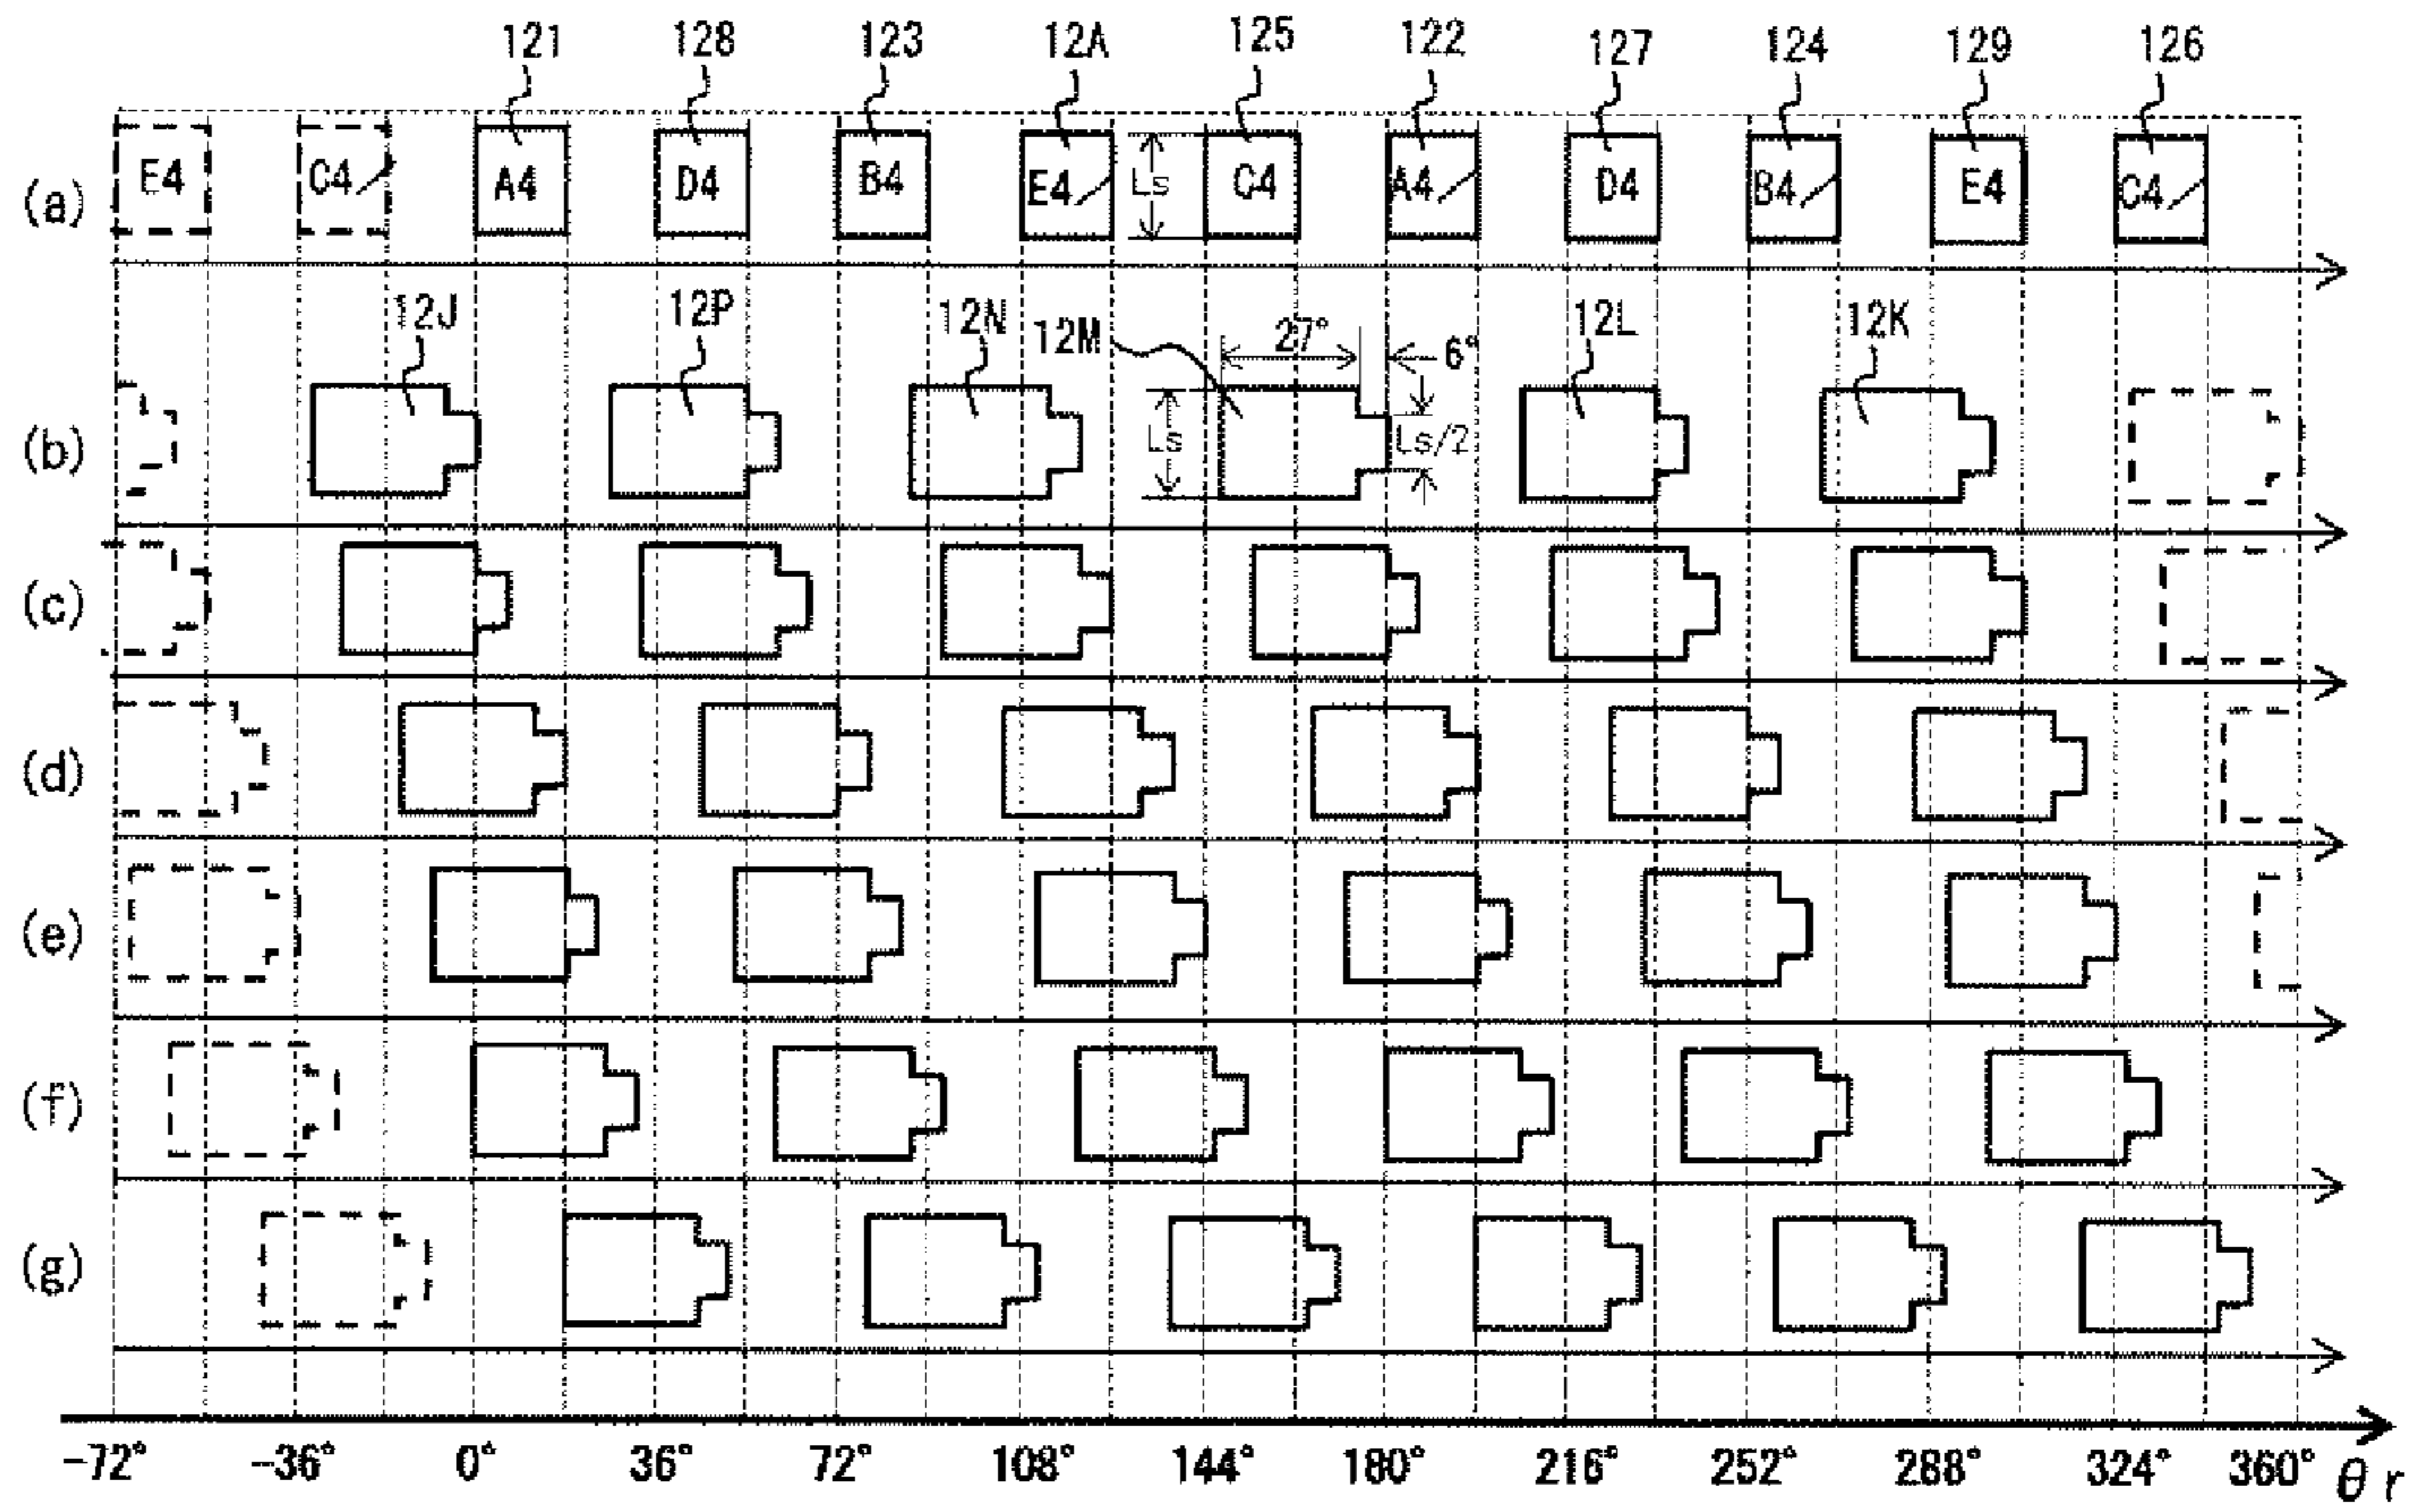 121 128 123 12A 125 122 127 124 129 126
(a) E4 C4/ A4 D4 B4 E4/ Ls C4 A4/ D4 B4/ E4 C4/
12J 12P 12N 12M 27° 6° 12L 12K
(b) Ls Ls/2
(c)
(d)
(e)
(f)
(g)
-72° -36° 0° 36° 72° 108° 144° 180° 216° 252° 288° 324° 360° θr